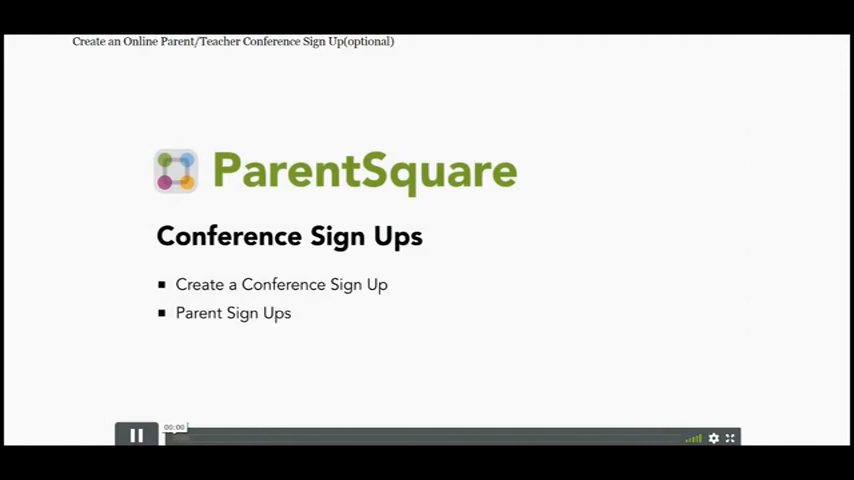 Create an Online Parent/Teacher Conference Sign Up(optional)
ParentSquare
Conference Sign Ups
Create a Conference Sign Up
Parent Sign Ups
00:00